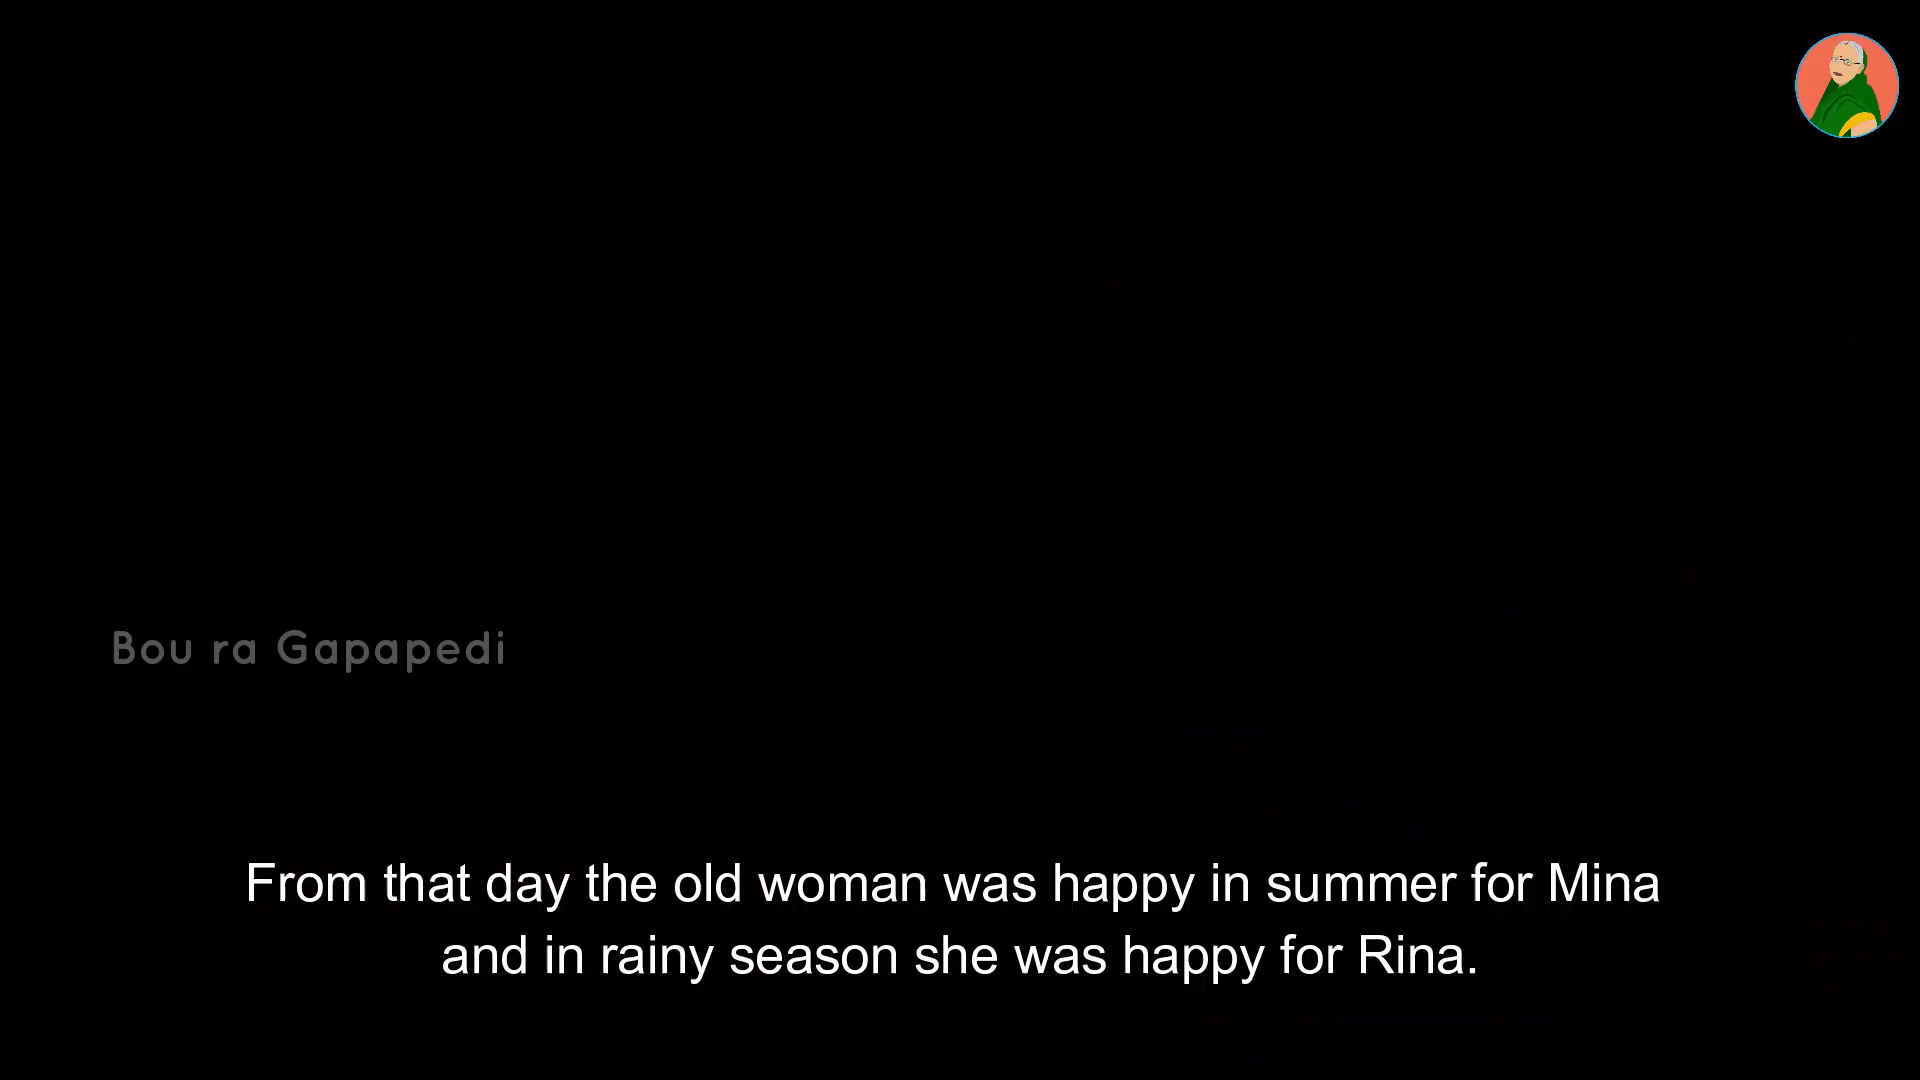 Bou ra Gapapedi
From that day the old woman was happy in summer for Mina
and in rainy season she was happy for Rina.